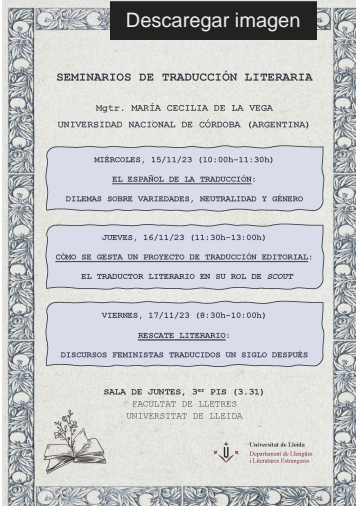 Descaregar imagen
SEMINARIOS DE TRADUCCIÓN LITERARIA
Mgtr. MARÍA CECILIA DE LA VEGA
UNIVERSIDAD NACIONAL DE CÓRDOBA (ARGENTINA)
MIÉRCOLES, 15/11/23 (10:00h-11:30h)
EL ESPAÑOL DE LA TRADUCCIÓN:
DILEMAS SOBRE VARIEDADES, NEUTRALIDAD Y GÉNERO
JUEVES, 16/11/23 (11:30h-13:00h)
CÓMO SE GESTA UN PROYECTO DE TRADUCCIÓN EDITORIAL:
EL TRADUCTOR LITERARIO EN SU ROL DE SCOUT
VIERNES, 17/11/23 (8:30h-10:00h)
RESCATE LITERARIO:
DISCURSOS FEMINISTAS TRADUCIDOS UN SIGLO DESPUÉS
SALA DE JUNTES, 3er PIS (3.31)
FACULTAT DE LLETRES
UNIVERSITAT DE LLEIDA
Universitat de Lleida
Departament de Llengües
i Literatures Estrangeres